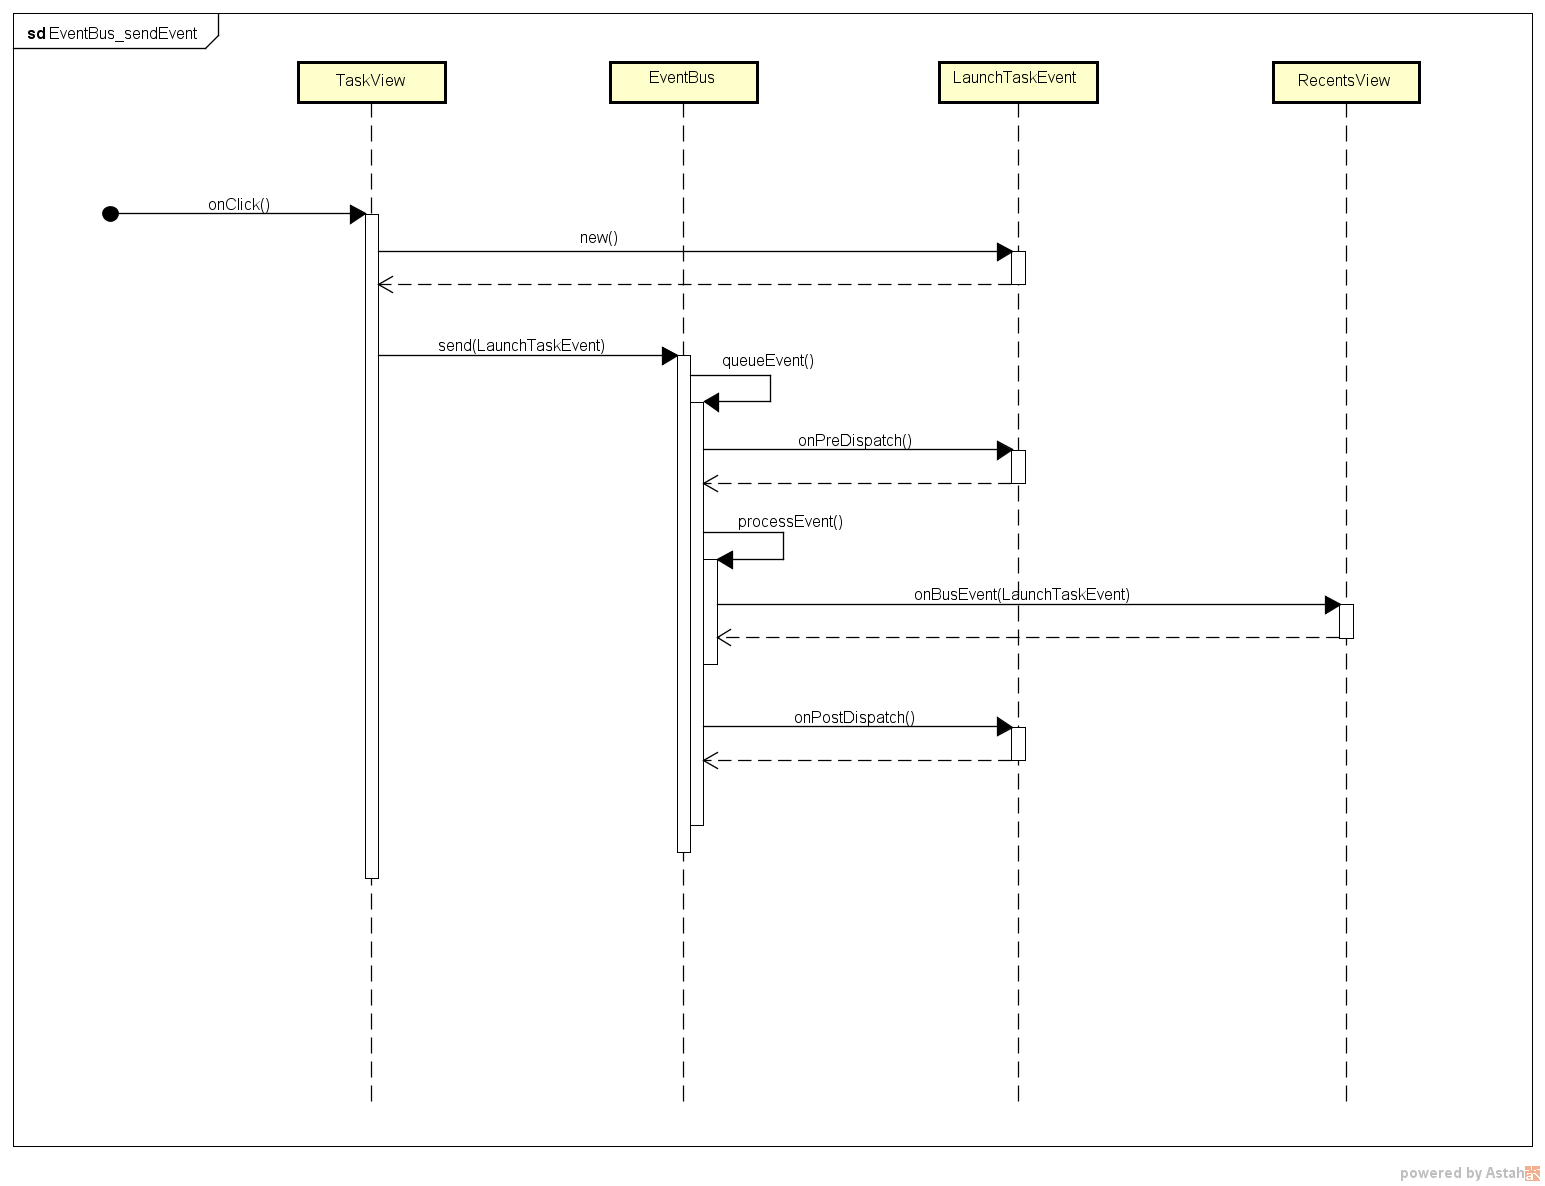 sd EventBus_sendEvent
TaskView
EventBus
LaunchTaskEvent
RecentsView
onClick()
new()
send(LaunchTaskEvent)
queueEvent()
onPreDispatch()
processEvent()
onBusEvent(LaunchTaskEvent)
onPostDispatch()
powered by Astah